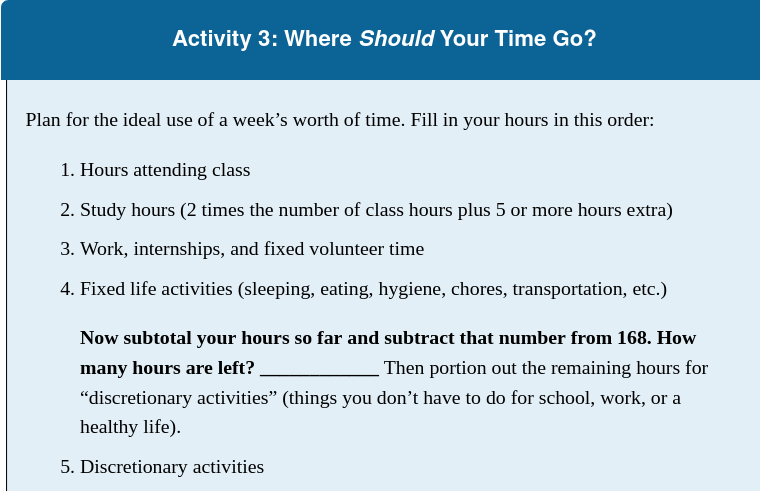 Activity 3: Where Should Your Time Go?
Plan for the ideal use of a week’s worth of time. Fill in your hours in this order:
1. Hours attending class
2. Study hours (2 times the number of class hours plus 5 or more hours extra)
3. Work, internships, and fixed volunteer time
4. Fixed life activities (sleeping, eating, hygiene, chores, transportation, etc.)
Now subtotal your hours so far and subtract that number from 168. How
many hours are left? ____________ Then portion out the remaining hours for
“discretionary activities” (things you don’t have to do for school, work, or a
healthy life).
5. Discretionary activities